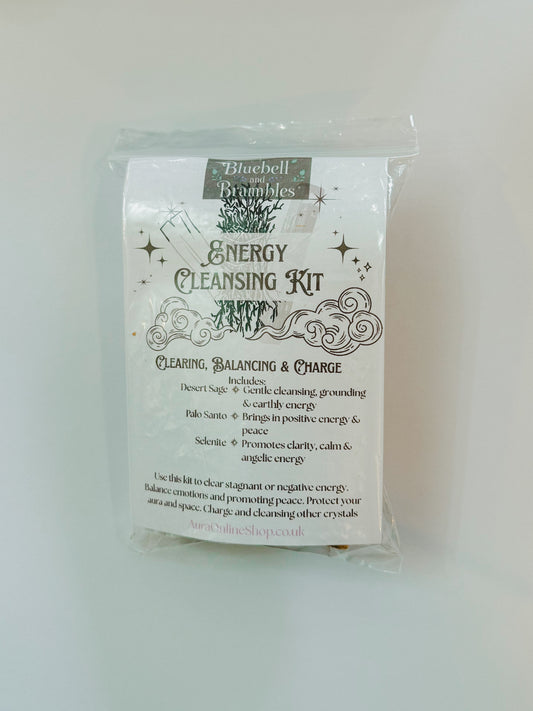 Bluebell
and
Brambles
Energy
Cleansing Kit
Clearing, Balancing & Charge
Includes:
Desert Sage Gentle cleansing, grounding
& earthly energy
Palo Santo Brings in positive energy &
peace
Selenite Promotes clarity, calm &
angelic energy
Use this kit to clear stagnant or negative energy.
Balance emotions and promoting peace. Protect your
aura and space. Charge and cleansing other crystals
AuraOnlineShop.co.uk